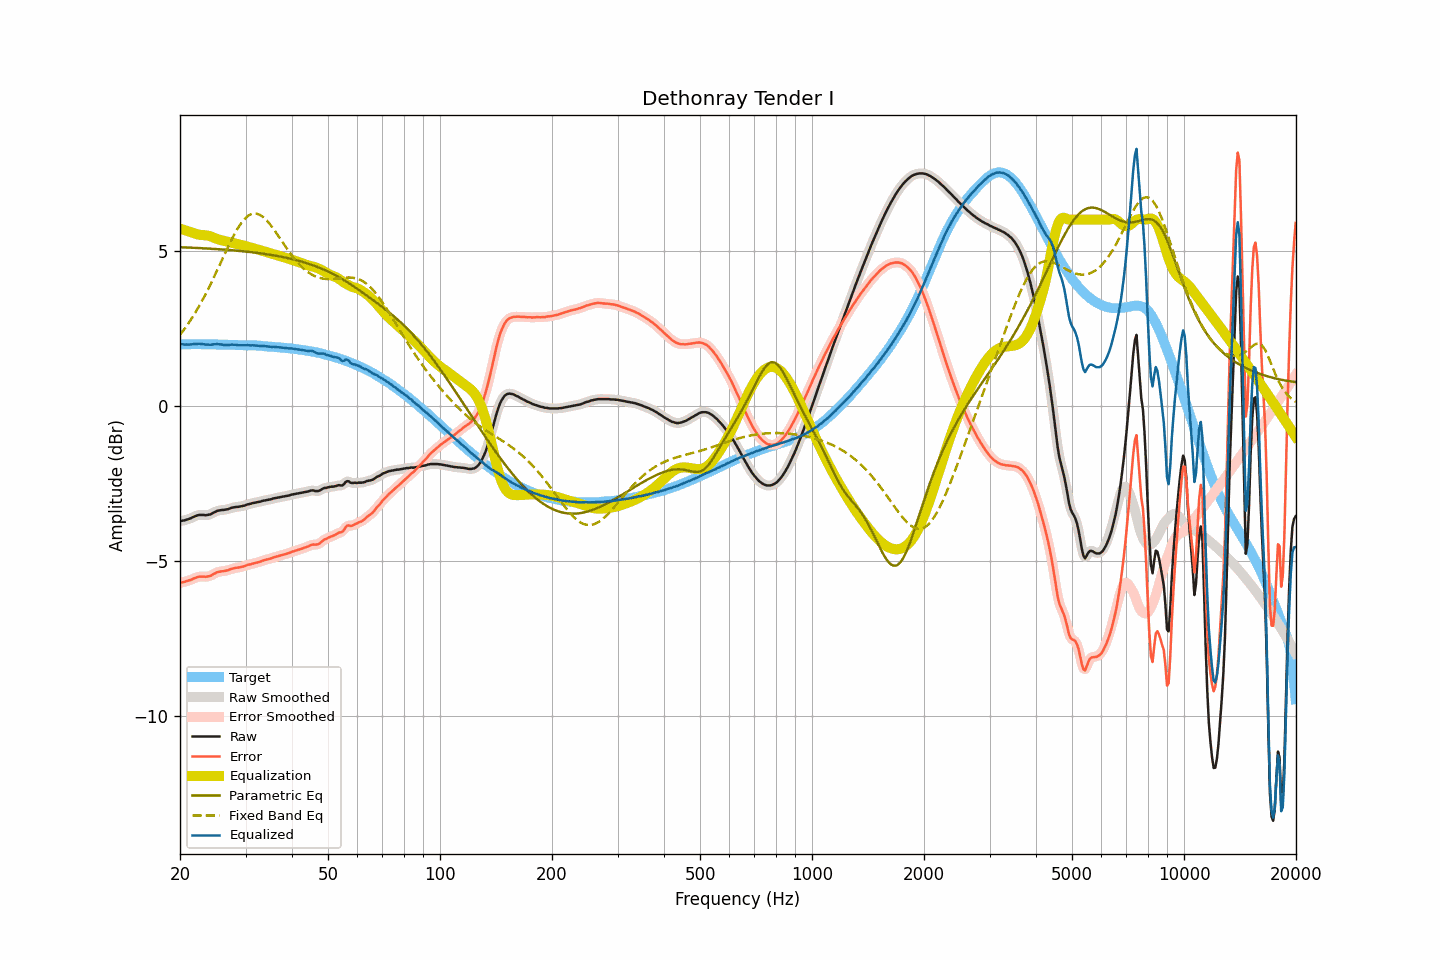 Dethonray Tender I
Amplitude (dBr)
5
0
−5
−10
Target
Raw Smoothed
Error Smoothed
Raw
Error
Equalization
Parametric Eq
Fixed Band Eq
Equalized
20 50 100 200 500 1000 2000 5000 10000 20000
Frequency (Hz)